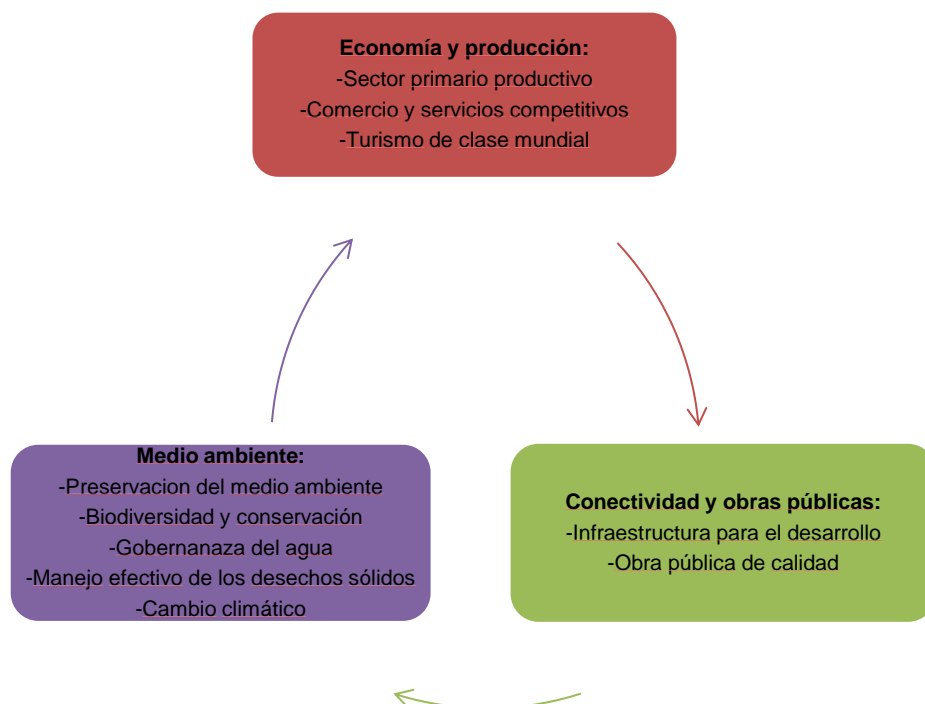 Economía y producción:
-Sector primario productivo
-Comercio y servicios competitivos
-Turismo de clase mundial
Medio ambiente:
-Preservacion del medio ambiente
-Biodiversidad y conservación
-Gobernanaza del agua
-Manejo efectivo de los desechos sólidos
-Cambio climático
Conectividad y obras públicas:
-Infraestructura para el desarrollo
-Obra pública de calidad